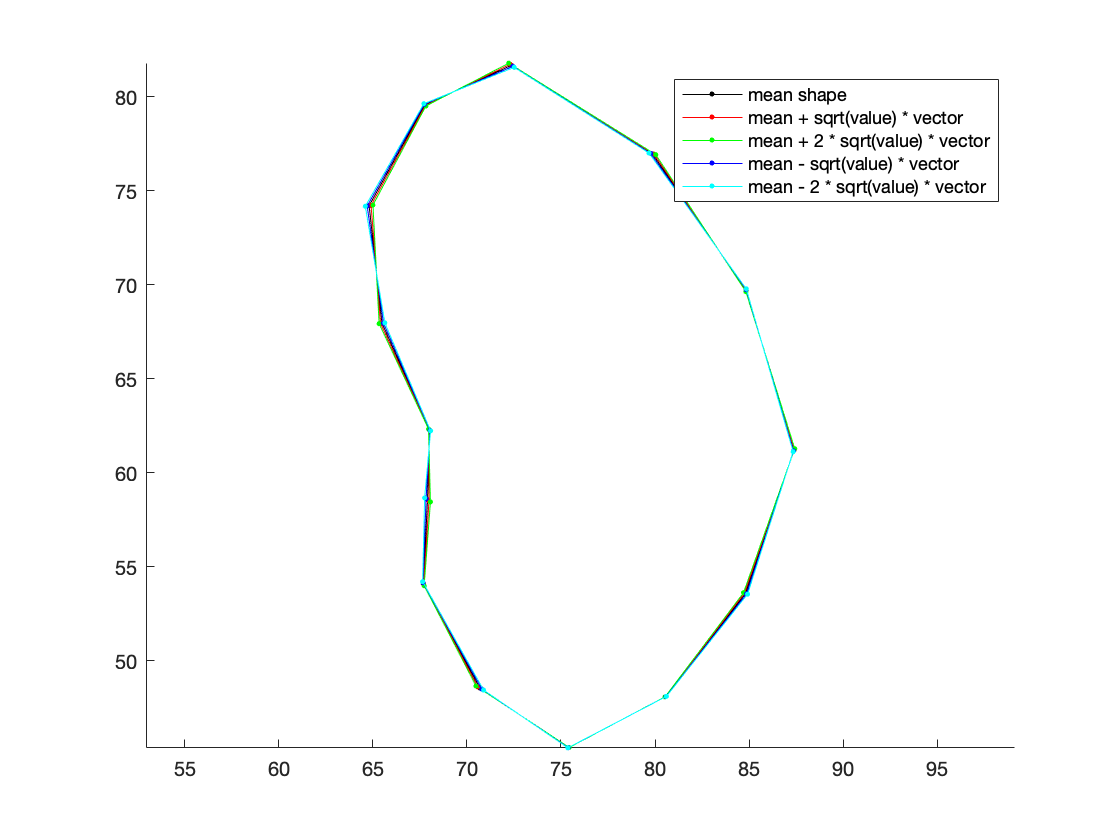 80
75
70
65
60
55
50
55 60 65 70 75 80 85 90 95
mean shape
mean + sqrt(value) * vector
mean + 2 * sqrt(value) * vector
mean - sqrt(value) * vector
mean - 2 * sqrt(value) * vector